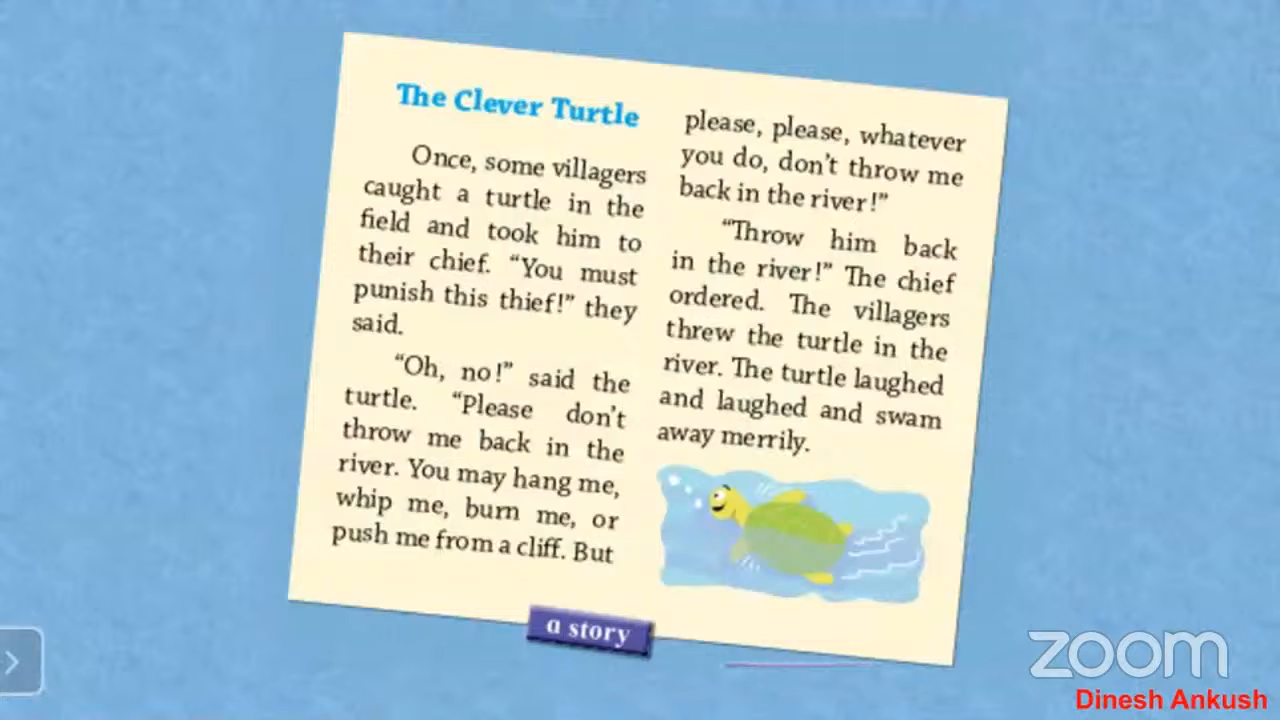 The Clever Turtle
Once, some villagers
caught a turtle in the
field and took him to
their chief. “You must
punish this thief!” they
said.
“Oh, no!” said the
turtle. “Please don’t
throw me back in the
river. You may hang me,
whip me, burn me, or
push me from a cliff. But
please, please, whatever
you do, don’t throw me
back in the river!”
“Throw him back
in the river!” The chief
ordered. The villagers
threw the turtle in the
river. The turtle laughed
and laughed and swam
away merrily.
a story
zoom
Dinesh Ankush